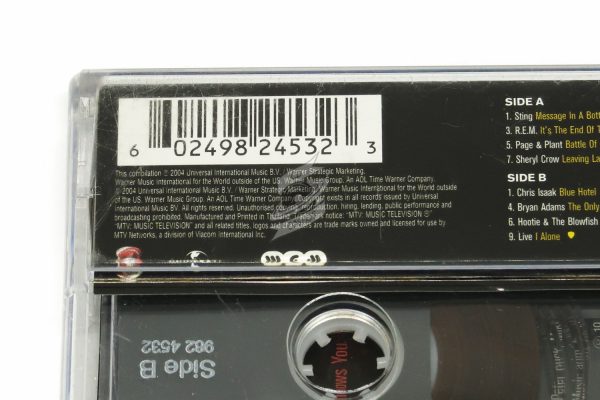 6 02498 24532 3
This compilation ℗ 2004 Universal International Music B.V. / Warner Strategic Marketing,
Warner Music International for the World outside of the US. Warner Music Group. An AOL Time Warner Company.
© 2004 Universal International Music B.V. / Warner Strategic Marketing, Warner Music International for the World outside
of the US. Warner Music Group. An AOL Time Warner Company. Copyright exists in all records issued by Universal
International Music BV. All rights reserved. Unauthorised copying, reproduction, hiring, lending, public performance and
broadcasting prohibited. Manufactured and Printed in Thailand. Trademark notice: "MTV: MUSIC TELEVISION ®"
"MTV: MUSIC TELEVISION" and all related titles, logos and characters are trade marks owned and licensed for use by
MTV Networks, a division of Viacom International Inc.
SIDE A
1. Sting Message In A Bott
3. R.E.M. It's The End Of T
5. Page & Plant Battle Of
7. Sheryl Crow Leaving La
SIDE B
1. Chris Isaak Blue Hotel
4. Bryan Adams The Only
6. Hootie & The Blowfish
9. Live I Alone
ws You
982 4532
Side B